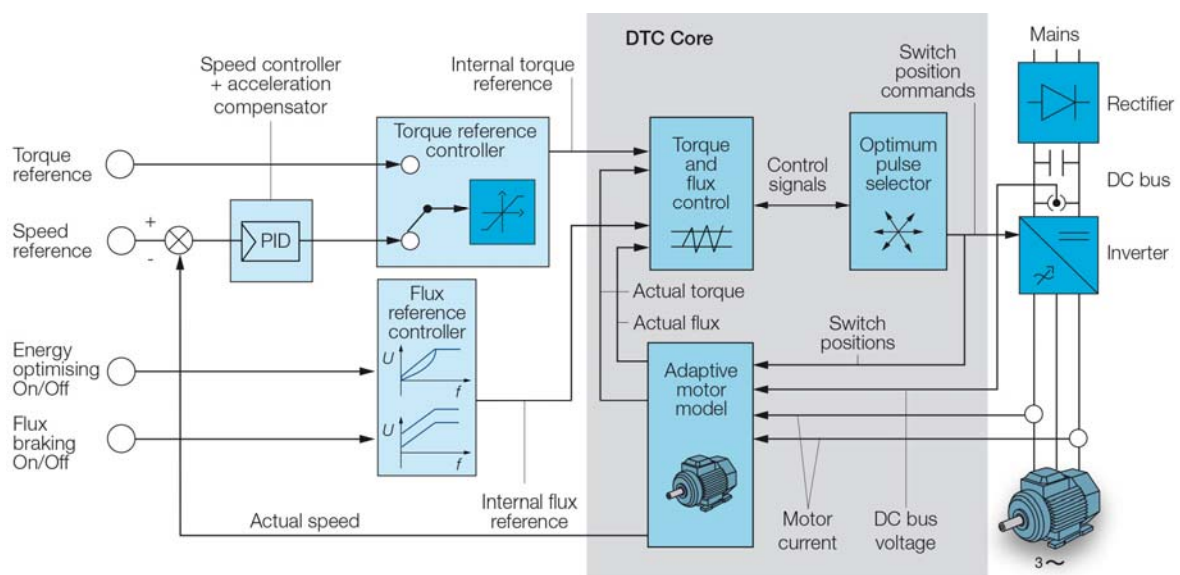 DTC Core
Mains
Switch
position
commands
Rectifier
Speed controller
+ acceleration
compensator
Internal torque
reference
Torque reference
controller
Torque
and
flux
control
Control
signals
Optimum
pulse
selector
DC bus
Torque
reference
Speed
reference
+
-
PID
Inverter
Flux
reference
controller
Actual torque
Actual flux
Switch
positions
Energy
optimising
On/Off
U
f
Adaptive
motor
model
Flux
braking
On/Off
U
f
Internal flux
reference
Actual speed
Motor
current
DC bus
voltage
3~